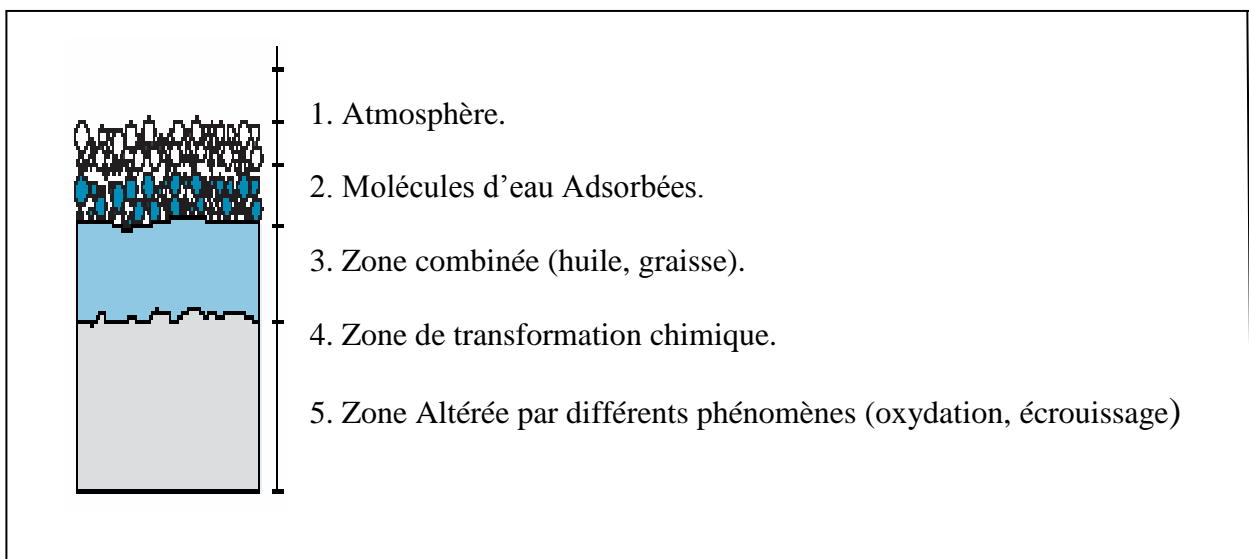 1. Atmosphère.
2. Molécules d’eau Adsorbées.
3. Zone combinée (huile, graisse).
4. Zone de transformation chimique.
5. Zone Altérée par différents phénomènes (oxydation, écrouissage)